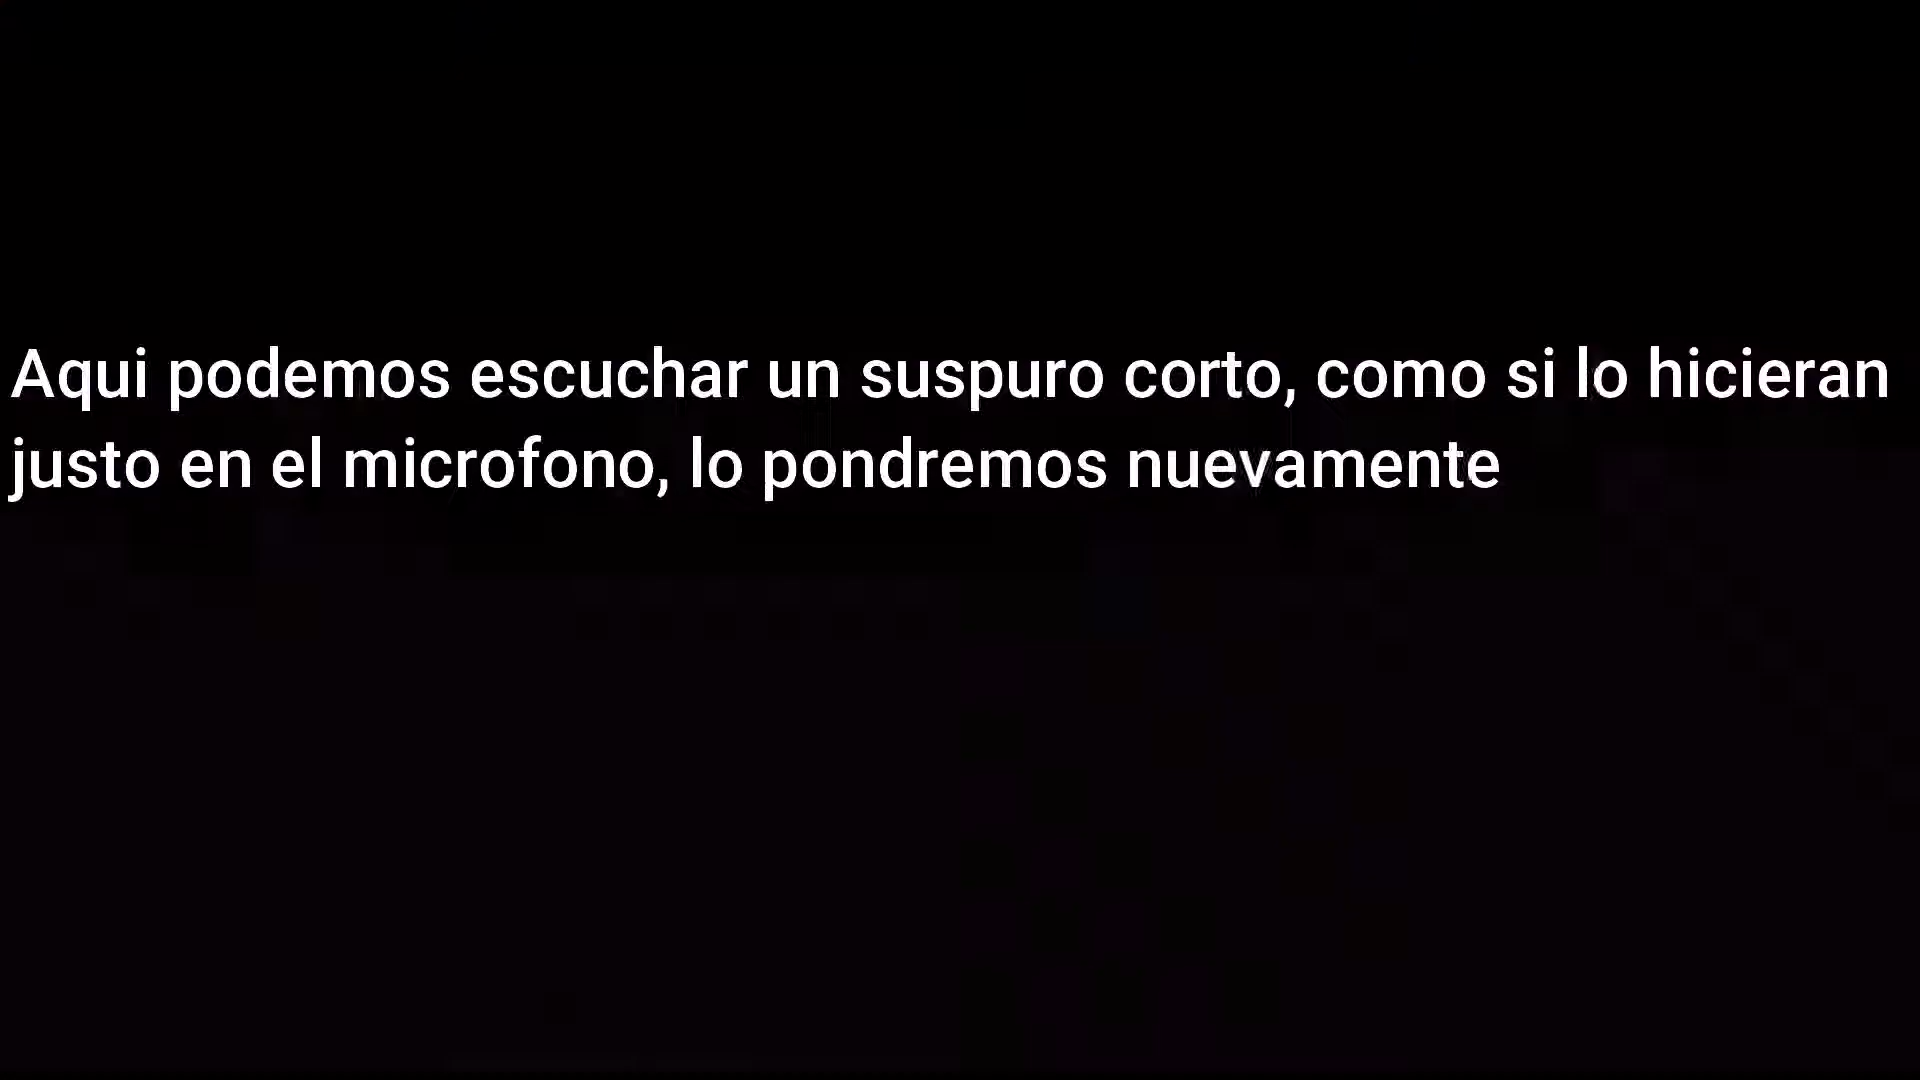 Aqui podemos escuchar un suspuro corto, como si lo hicieran
justo en el microfono, lo pondremos nuevamente